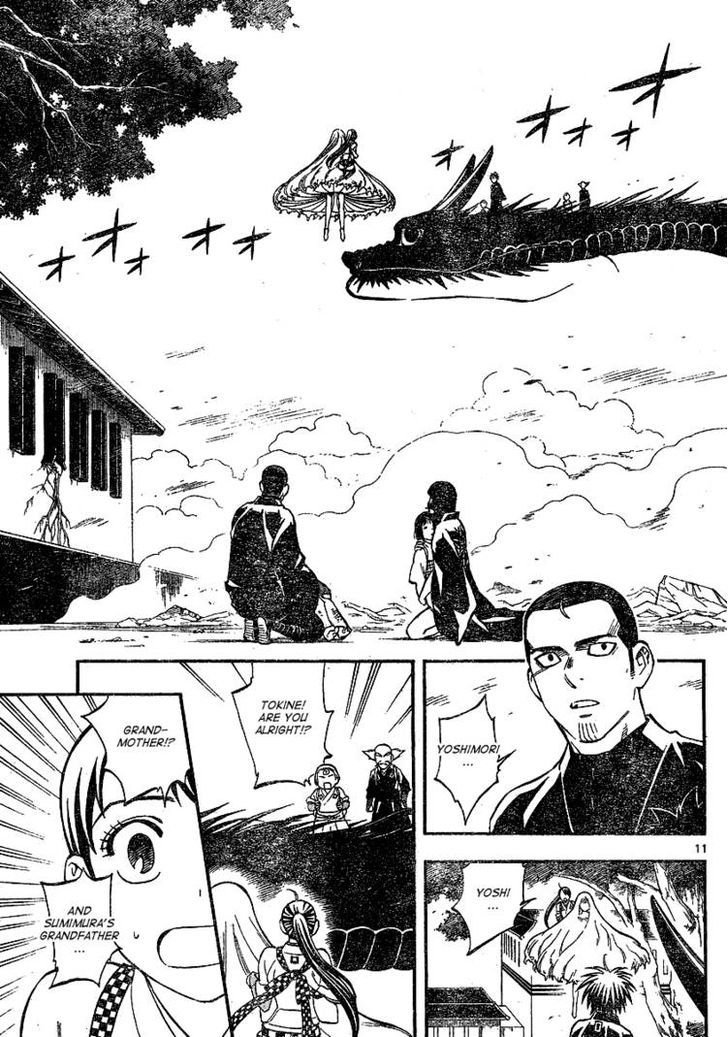 YOSHIMORI
...
TOKINE!
ARE YOU
ALRIGHT!?
GRAND-
MOTHER!?
AND
SUMIMURA'S
GRANDFATHER
...
11
YOSHI
...